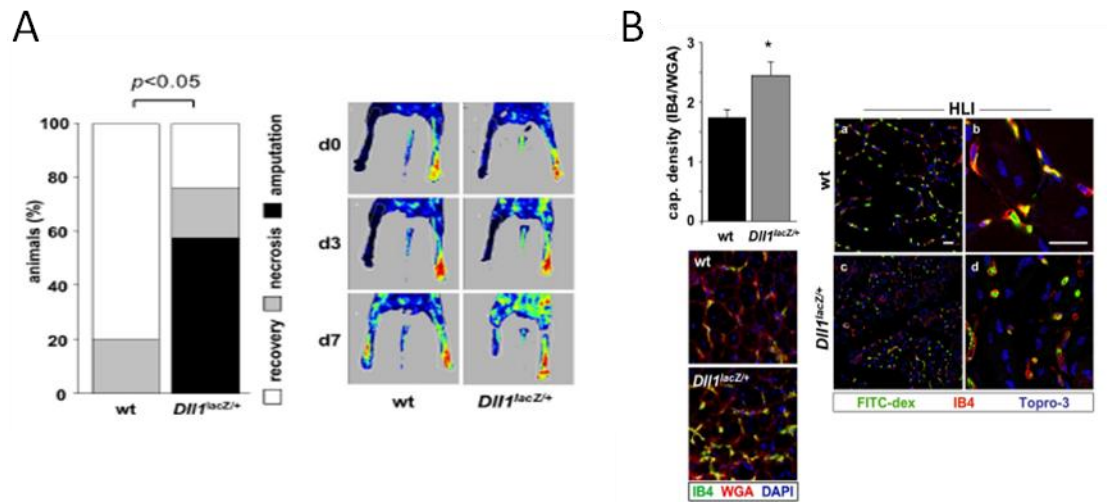 A
p<0.05
100
80
60
40
20
0
animals (%)
wt
Dll1lacZ/+
recovery
necrosis
amputation
d0
d3
d7
wt
Dll1lacZ/+
B
3
2
1
0
cap. density (IB4/WGA)
*
wt
Dll1lacZ/+
wt
Dll1lacZ/+
IB4 WGA DAPI
HLI
wt
Dll1lacZ/+
a
b
c
d
FITC-dex IB4 Topro-3